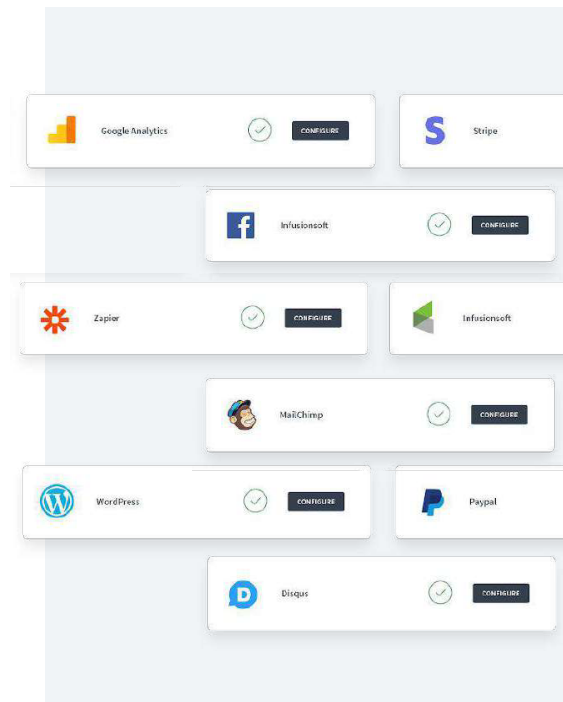 Google Analytics CONFIGURE
Stripe
Infusionsoft CONFIGURE
Zapier CONFIGURE
Infusionsoft
MailChimp CONFIGURE
WordPress CONFIGURE
Paypal
Disqus CONFIGURE